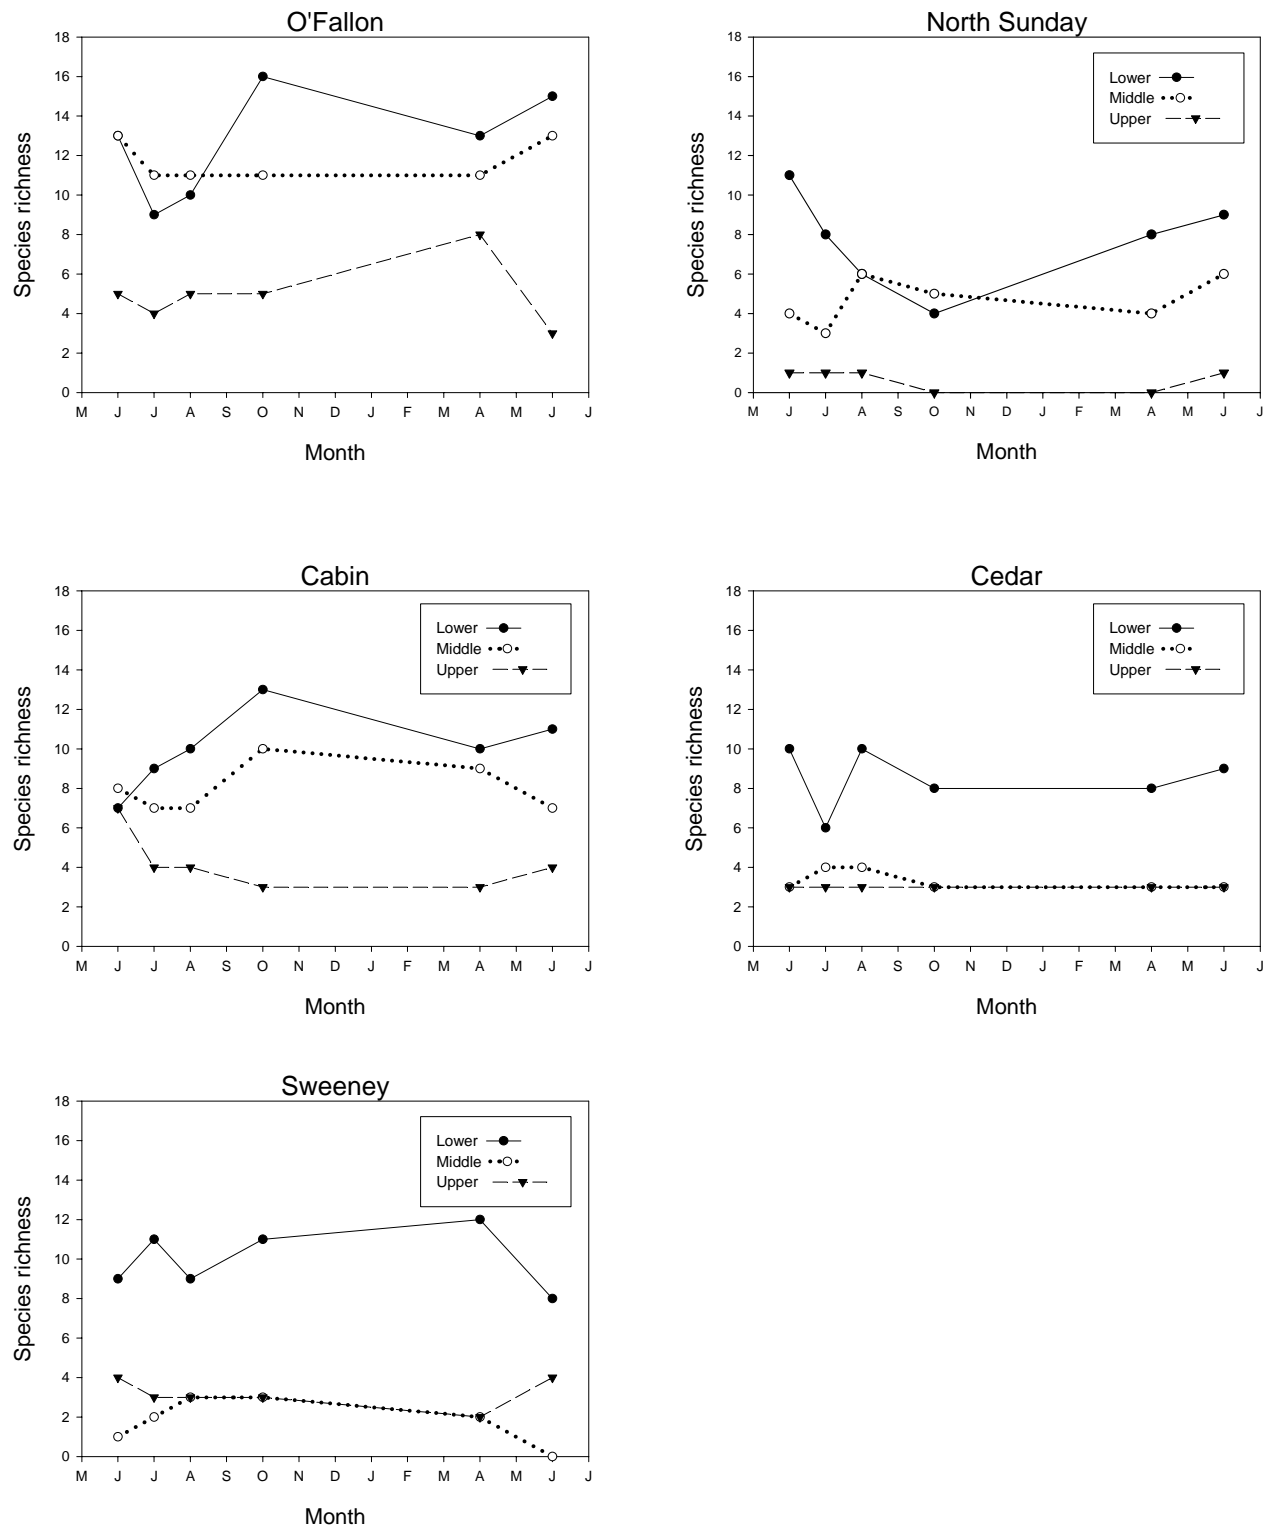 O'Fallon
18
16
14
12
10
8
6
4
2
0
Species richness
M J J A S O N D J F M A M J J
Month
North Sunday
18
16
14
12
10
8
6
4
2
0
Species richness
Lower
Middle
Upper
M J J A S O N D J F M A M J J
Month
Cabin
18
16
14
12
10
8
6
4
2
0
Species richness
Lower
Middle
Upper
M J J A S O N D J F M A M J J
Month
Cedar
18
16
14
12
10
8
6
4
2
0
Species richness
Lower
Middle
Upper
M J J A S O N D J F M A M J J
Month
Sweeney
18
16
14
12
10
8
6
4
2
0
Species richness
Lower
Middle
Upper
M J J A S O N D J F M A M J J
Month